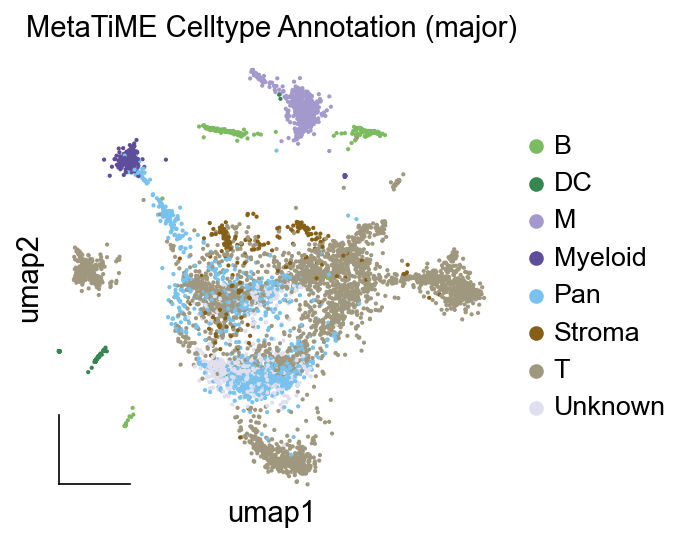 MetaTiME Celltype Annotation (major)
B
DC
M
Myeloid
Pan
Stroma
T
Unknown
umap2
umap1